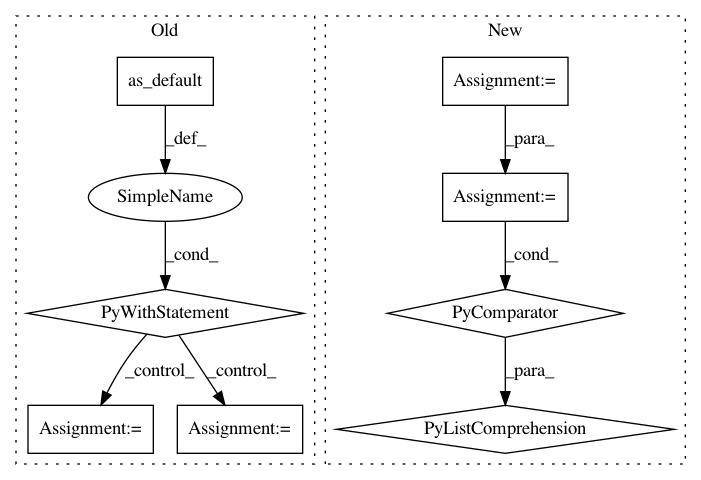 Old
New
as_default
Assignment:=
_def_
_para_
SimpleName
Assignment:=
_cond_
_cond_
PyWithStatement
PyComparator
_control_
_control_
_para_
Assignment:=
Assignment:=
PyListComprehension